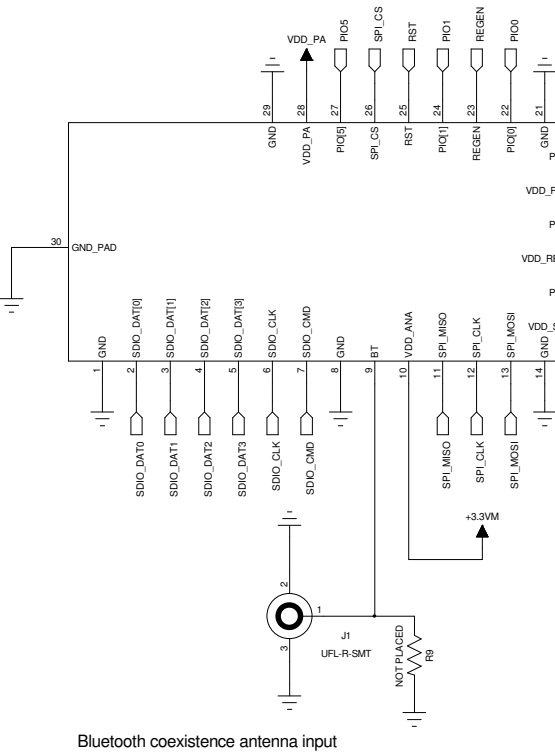 VDD_PA
PIO5
SPI_CS
RST
PIO1
REGEN
PIO0
29
28
27
26
25
24
23
22
21
GND
VDD_PA
PIO[5]
SPI_CS
RST
PIO[1]
REGEN
PIO[0]
GND
P
VDD_P
P
VDD_RE
P
VDD_S
30
GND_PAD
GND
SDIO_DAT[0]
SDIO_DAT[1]
SDIO_DAT[2]
SDIO_DAT[3]
SDIO_CLK
SDIO_CMD
GND
BT
VDD_ANA
SPI_MISO
SPI_CLK
SPI_MOSI
GND
1
2
3
4
5
6
7
8
9
10
11
12
13
14
SDIO_DAT0
SDIO_DAT1
SDIO_DAT2
SDIO_DAT3
SDIO_CLK
SDIO_CMD
SPI_MISO
SPI_CLK
SPI_MOSI
+3.3VM
2
1
3
J1
UFL-R-SMT
NOT PLACED
R9
Bluetooth coexistence antenna input